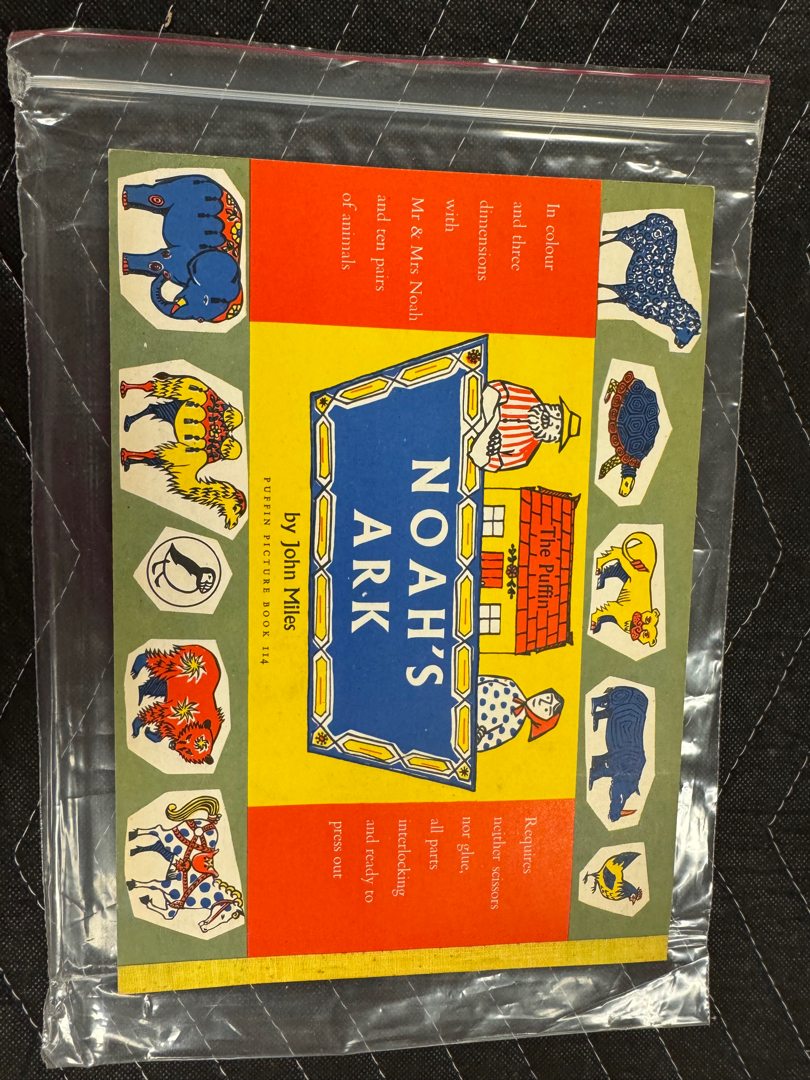 In colour
and three
dimensions
with
Mr & Mrs Noah
and ten pairs
of animals
The Puffin
NOAH'S
ARK
by John Miles
PUFFIN PICTURE BOOK 114
Requires
neither scissors
nor glue,
all parts
interlocking
and ready to
press out